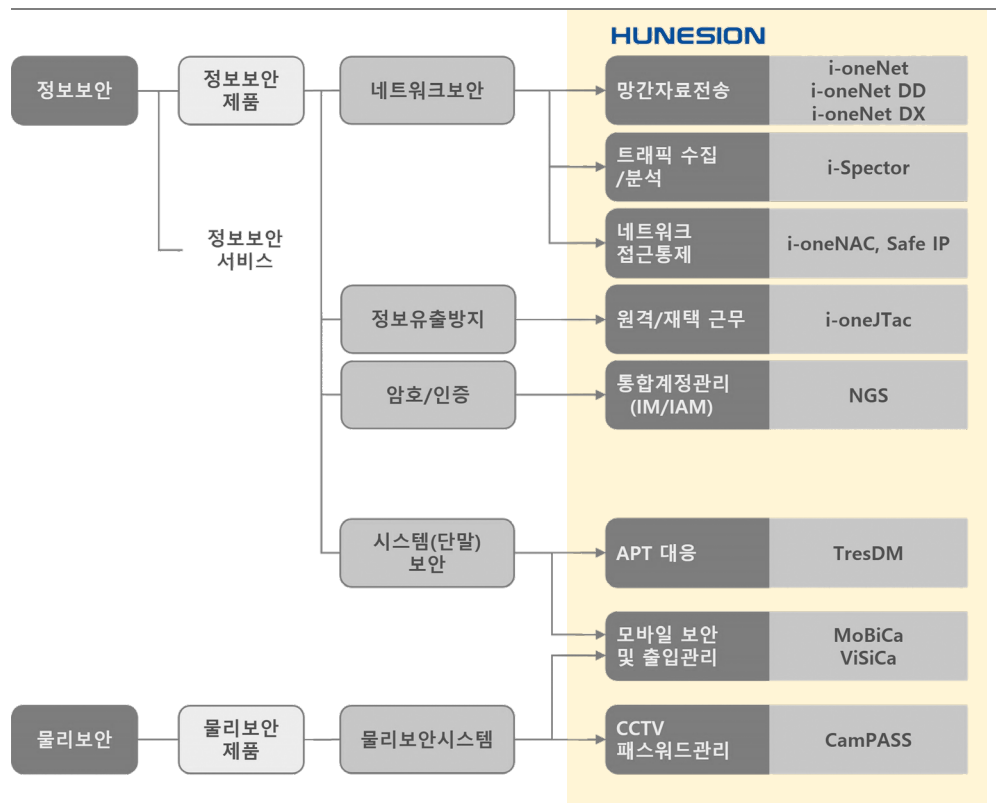 HUNESION
정보보안
정보보안
제품
네트워크보안
망간자료전송
i-oneNet
i-oneNet DD
i-oneNet DX
트래픽 수집
/분석
i-Spector
정보보안
서비스
네트워크
접근통제
i-oneNAC, Safe IP
정보유출방지
원격/재택 근무
i-oneJTac
암호/인증
통합계정관리
(IM/IAM)
NGS
시스템(단말)
보안
APT 대응
TresDM
모바일 보안
및 출입관리
MoBiCa
ViSiCa
물리보안
물리보안
제품
물리보안시스템
CCTV
패스워드관리
CamPASS